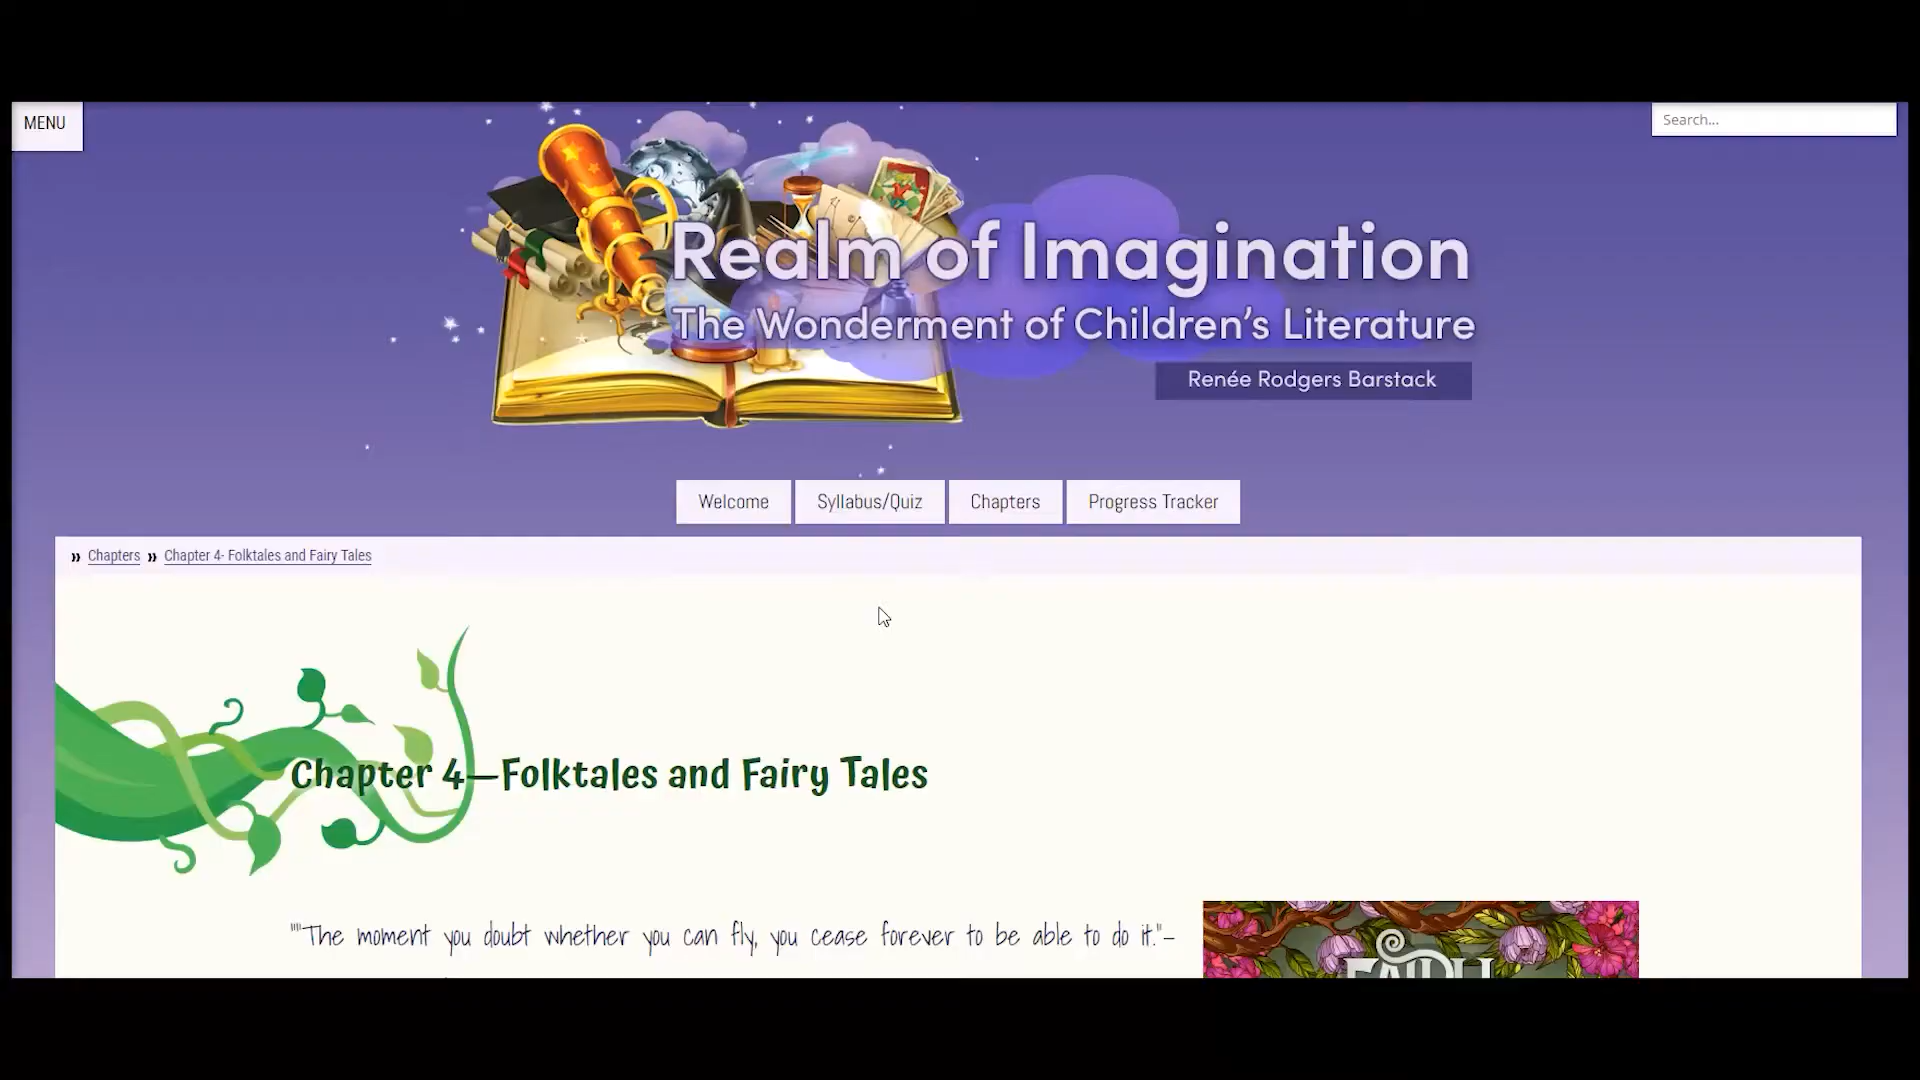 MENU
Search...
Realm of Imagination
The Wonderment of Children's Literature
Renée Rodgers Barstack
Welcome
Syllabus/Quiz
Chapters
Progress Tracker
» Chapters » Chapter 4- Folktales and Fairy Tales
Chapter 4—Folktales and Fairy Tales
""The moment you doubt whether you can fly, you cease forever to be able to do it."–